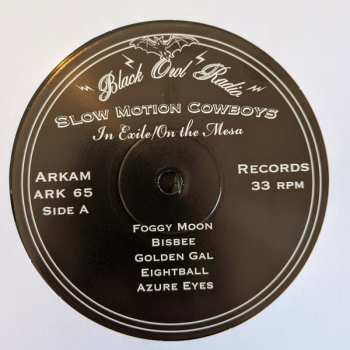 Black Owl Radio
Slow Motion Cowboys
In Exile/On the Mesa
Arkam
ARK 65
Side A
Records
33 RPM
Foggy Moon
Bisbee
Golden Gal
Eightball
Azure Eyes